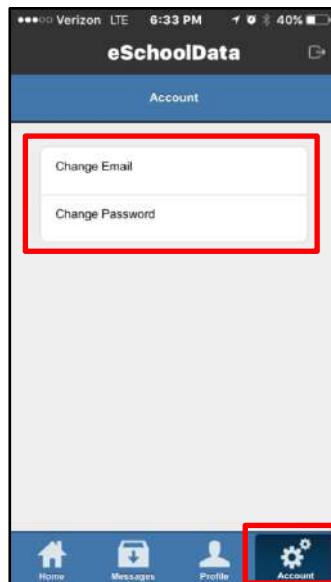 Verizon LTE 6:33 PM 40%
eSchoolData
Account
Change Email
Change Password
Home Messages Profile Account